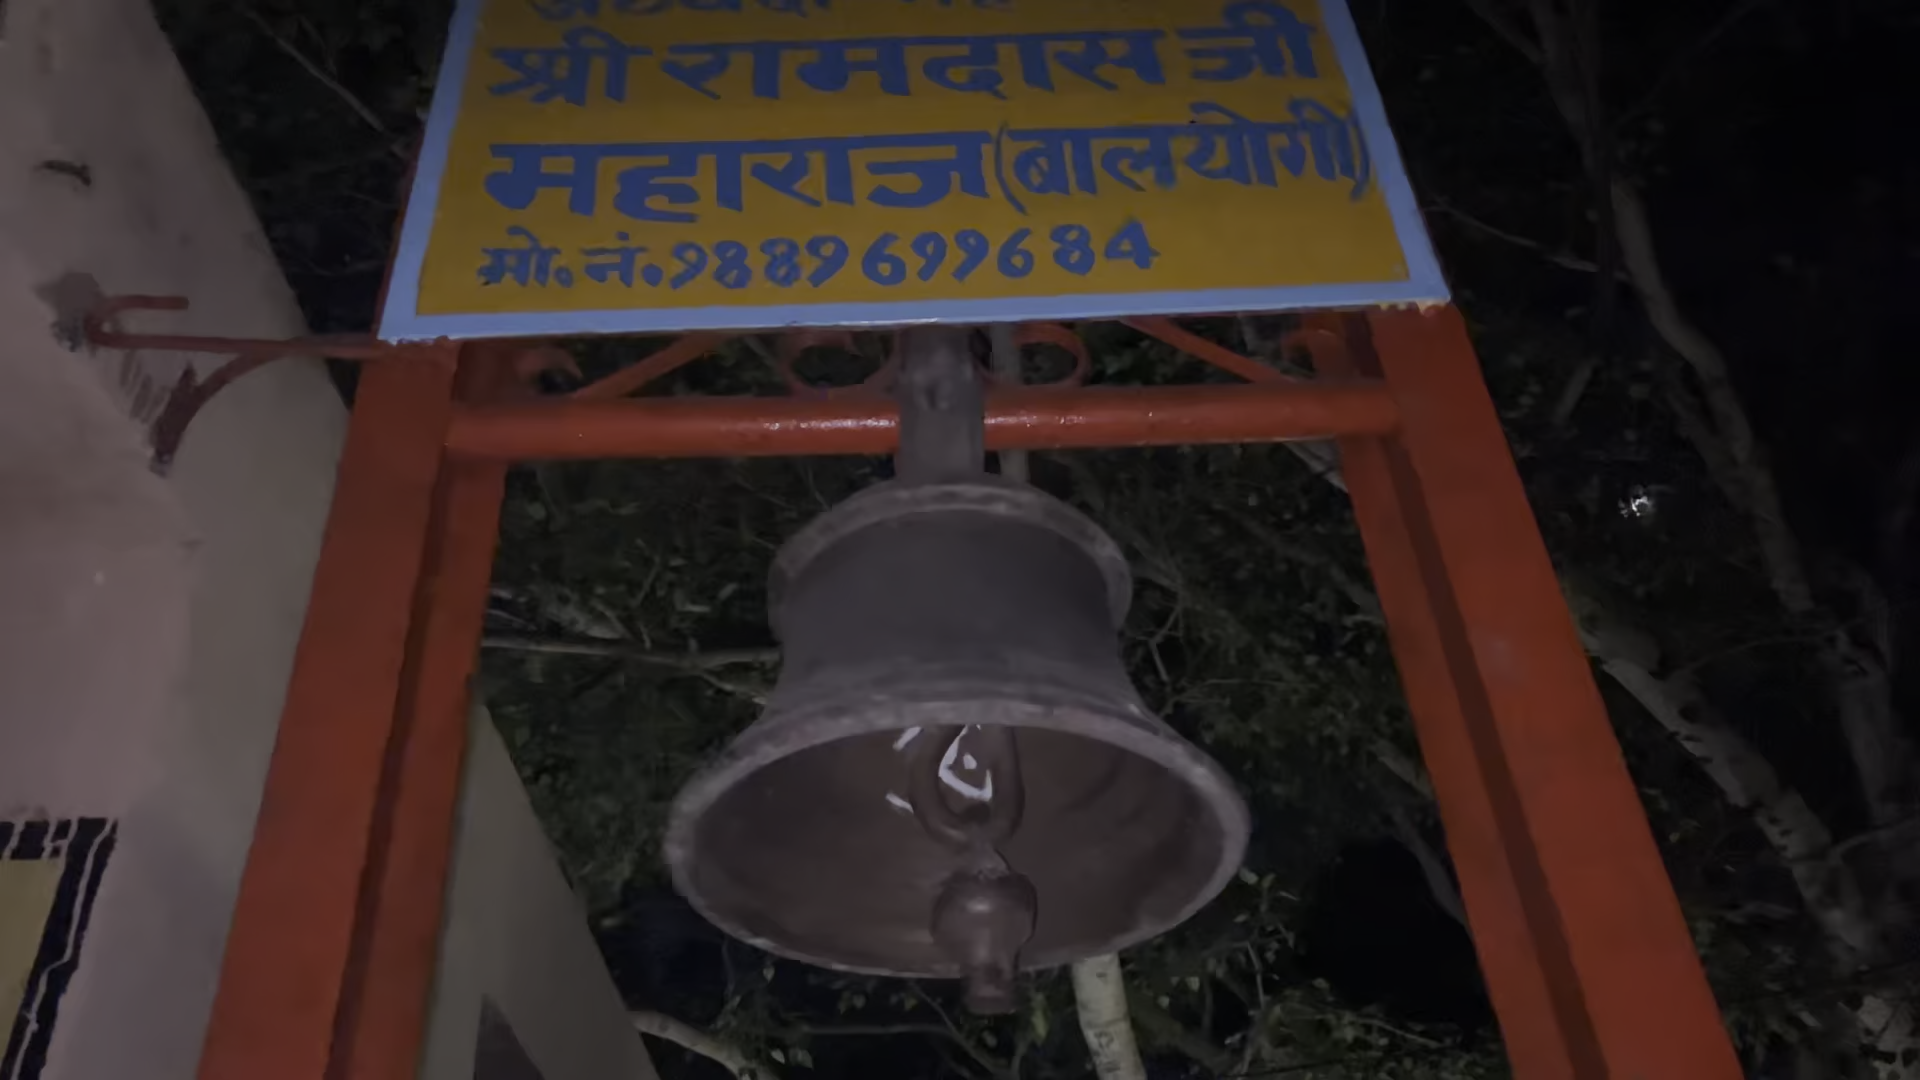 श्री रामदास जी
महाराज (बालयोगी)
मो. नं. 9889699684